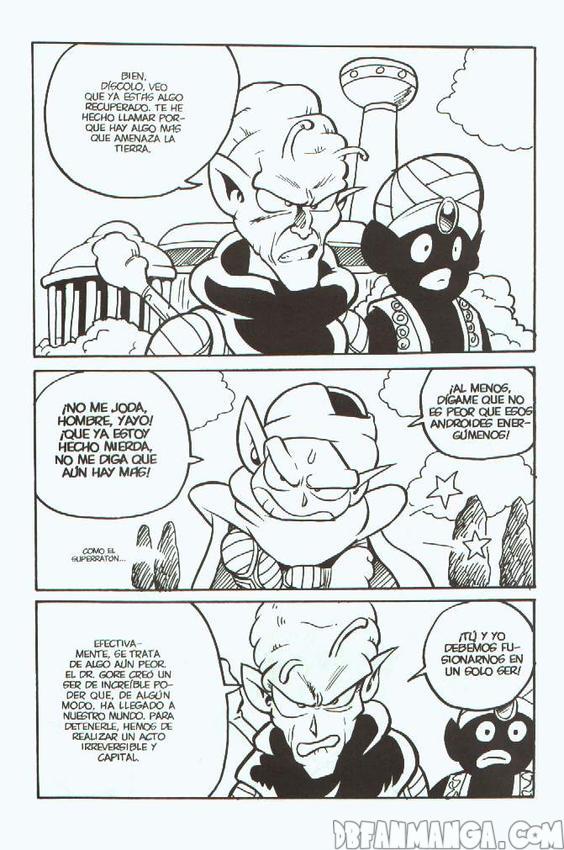 BIEN,
DÍSCOLO, VEO
QUE YA ESTÁS ALGO
RECUPERADO. TE HE
HECHO LLAMAR POR-
QUE HAY ALGO MÁS
QUE AMENAZA LA
TIERRA.
¡NO ME JODA,
HOMBRE, YAYO!
¡QUE YA ESTOY
HECHO MIERDA,
NO ME DIGA QUE
AÚN HAY MÁS!
¡AL MENOS,
DÍGAME QUE NO
ES PEOR QUE ESOS
ANDROIDES ENER-
GÚMENOS!
COMO EL
SUPERRATÓN...
EFECTIVA-
MENTE, SE TRATA
DE ALGO AÚN PEOR.
EL DR. GORE CREÓ UN
SER DE INCREÍBLE PO-
DER QUE, DE ALGÚN
MODO, HA LLEGADO A
NUESTRO MUNDO. PARA
DETENERLE, HEMOS DE
REALIZAR UN ACTO
IRREVERSIBLE Y
CAPITAL.
¡TÚ Y YO
DEBEMOS FU-
SIONARNOS EN
UN SOLO SER!
DBFANMANGA.COM